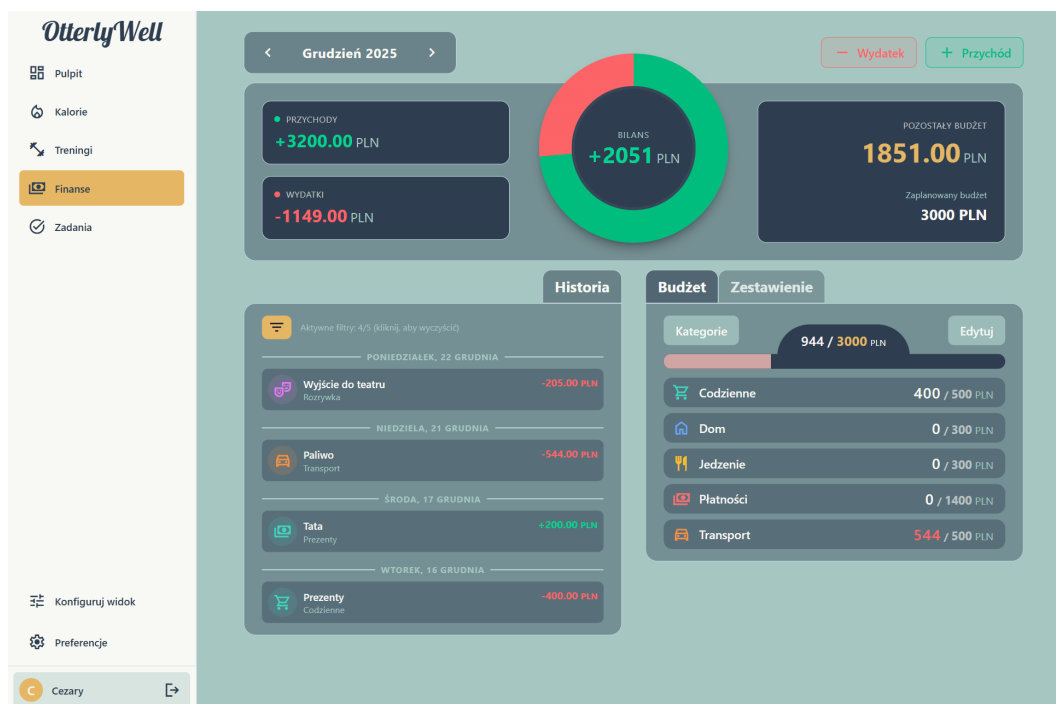 OtterlyWell
Pulpit
Kalorie
Treningi
Finanse
Zadania
Konfiguruj widok
Preferencje
C Cezary
< Grudzień 2025 >
− Wydatek
+ Przychód
PRZYCHODY
+3200.00 PLN
WYDATKI
-1149.00 PLN
BILANS
+2051 PLN
POZOSTAŁY BUDŻET
1851.00 PLN
Zaplanowany budżet
3000 PLN
Historia
Aktywne filtry: 4/5 (kliknij, aby wyczyścić)
PONIEDZIAŁEK, 22 GRUDNIA
Wyjście do teatru -205.00 PLN
Rozrywka
NIEDZIELA, 21 GRUDNIA
Paliwo -544.00 PLN
Transport
ŚRODA, 17 GRUDNIA
Tata +200.00 PLN
Prezenty
WTOREK, 16 GRUDNIA
Prezenty -400.00 PLN
Codzienne
Budżet Zestawienie
Kategorie
944 / 3000 PLN
Edytuj
Codzienne 400 / 500 PLN
Dom 0 / 300 PLN
Jedzenie 0 / 300 PLN
Płatności 0 / 1400 PLN
Transport 544 / 500 PLN